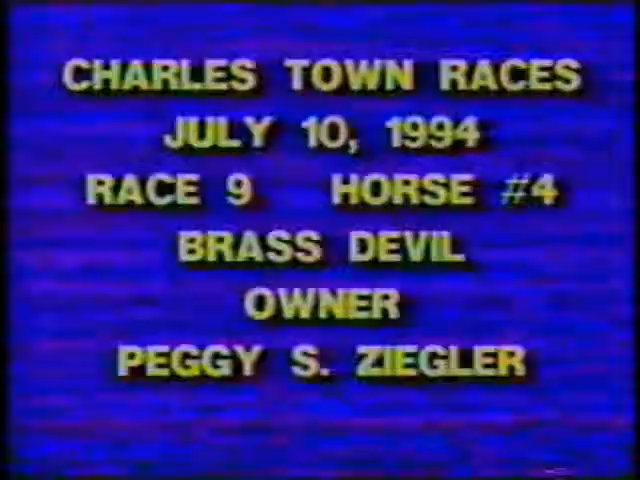 CHARLES TOWN RACES
JULY 10, 1994
RACE 9 HORSE #4
BRASS DEVIL
OWNER
PEGGY S. ZIEGLER